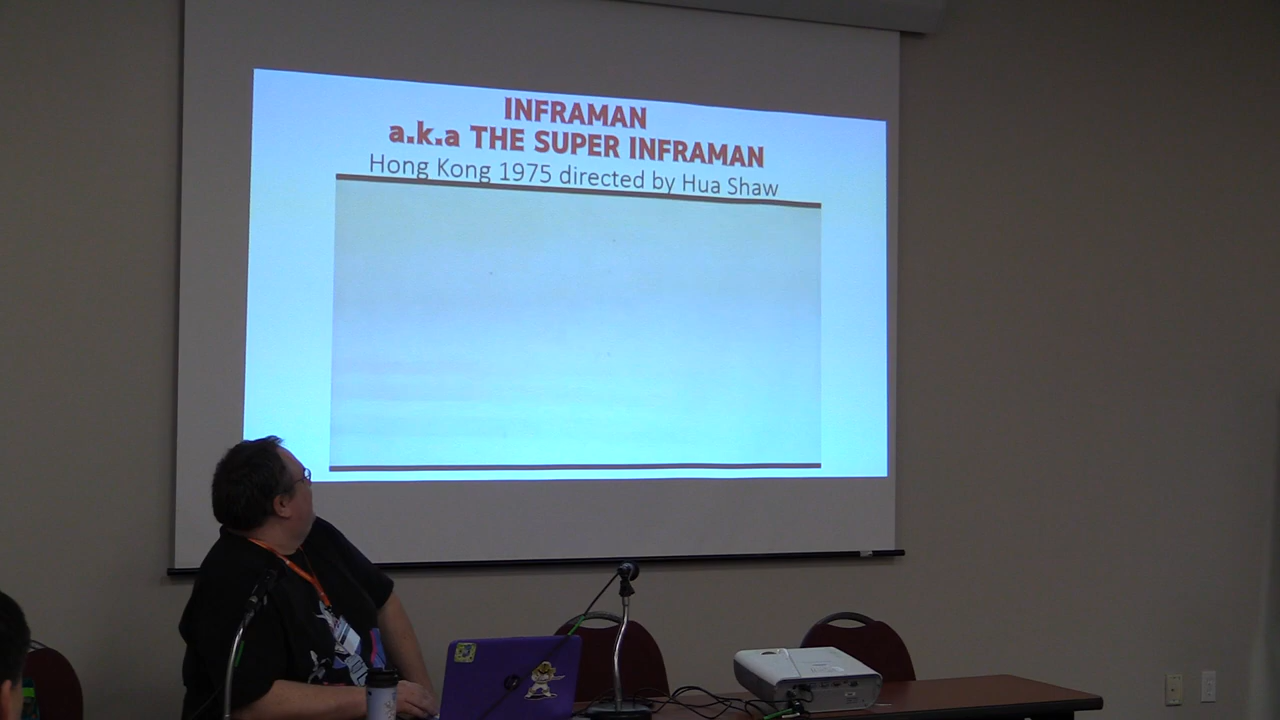 INFRAMAN
a.k.a THE SUPER INFRAMAN
Hong Kong 1975 directed by Hua Shaw